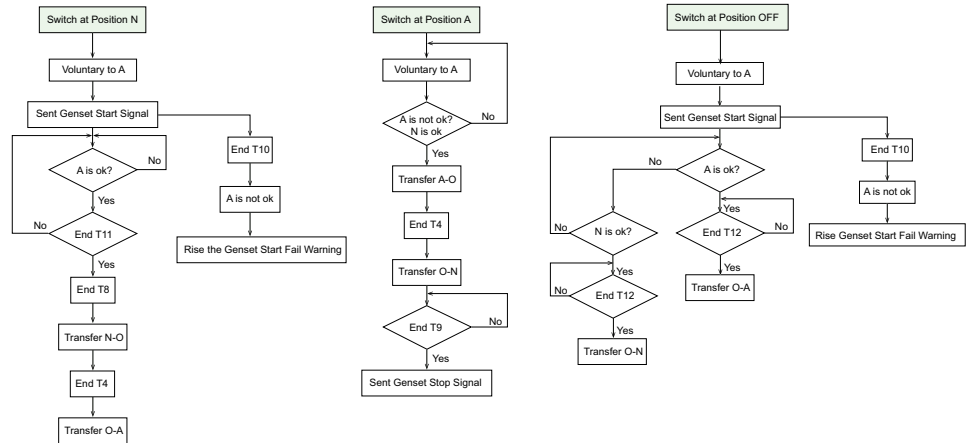 Switch at Position N
Voluntary to A
Sent Genset Start Signal
A is ok?
No
Yes
End T11
No
Yes
End T8
Transfer N-O
End T4
Transfer O-A
End T10
A is not ok
Rise the Genset Start Fail Warning
Switch at Position A
Voluntary to A
A is not ok?
N is ok
No
Yes
Transfer A-O
End T4
Transfer O-N
End T9
No
Yes
Sent Genset Stop Signal
Switch at Position OFF
Voluntary to A
Sent Genset Start Signal
A is ok?
No
Yes
N is ok?
No
Yes
End T12
No
Yes
Transfer O-N
End T12
No
Yes
Transfer O-A
End T10
A is not ok
Rise Genset Start Fail Warning